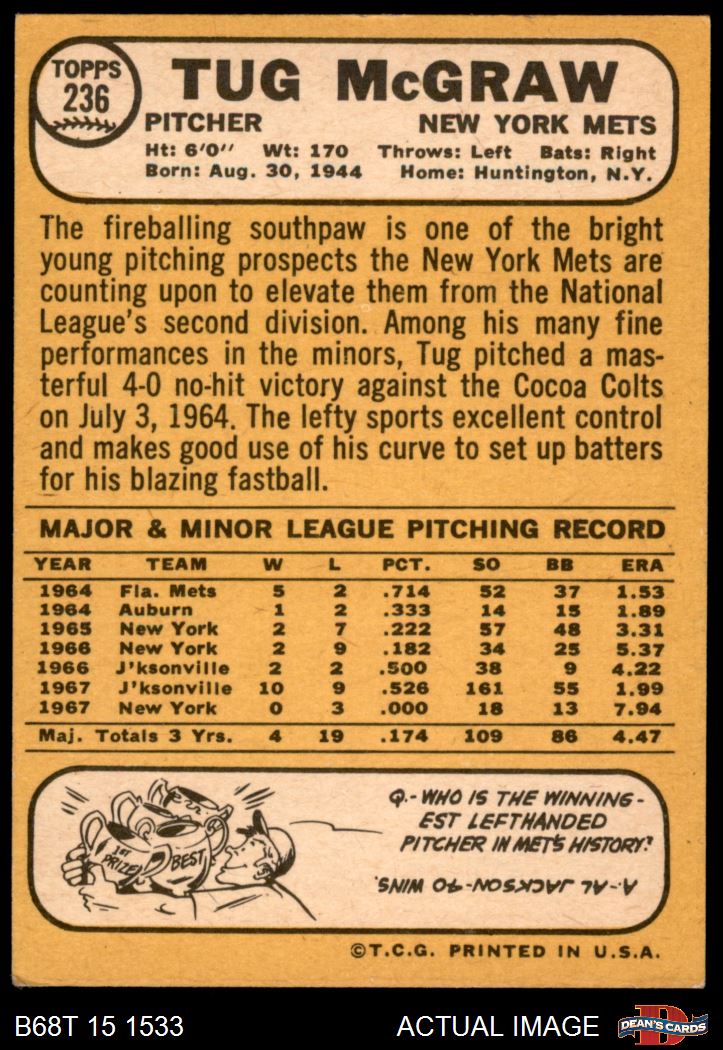 TOPPS
236
TUG McGRAW
PITCHER NEW YORK METS
Ht: 6'0" Wt: 170 Throws: Left Bats: Right
Born: Aug. 30, 1944 Home: Huntington, N.Y.
The fireballing southpaw is one of the bright
young pitching prospects the New York Mets are
counting upon to elevate them from the National
League's second division. Among his many fine
performances in the minors, Tug pitched a mas-
terful 4-0 no-hit victory against the Cocoa Colts
on July 3, 1964. The lefty sports excellent control
and makes good use of his curve to set up batters
for his blazing fastball.
MAJOR & MINOR LEAGUE PITCHING RECORD
YEAR TEAM W L PCT. SO BB ERA
1964 Fla. Mets 5 2 .714 52 37 1.53
1964 Auburn 1 2 .333 14 15 1.89
1965 New York 2 7 .222 57 48 3.31
1966 New York 2 9 .182 34 25 5.37
1966 J'ksonville 2 2 .500 38 9 4.22
1967 J'ksonville 10 9 .526 161 55 1.99
1967 New York 0 3 .000 18 13 7.94
Maj. Totals 3 Yrs. 4 19 .174 109 86 4.47
1ST PRIZE
BEST
Q.-WHO IS THE WINNING-
EST LEFTHANDED
PITCHER IN MET'S HISTORY?
A.-AL JACKSON-40 WINS.
©T.C.G. PRINTED IN U.S.A.
B68T 15 1533 ACTUAL IMAGE
D
DEAN'S CARDS